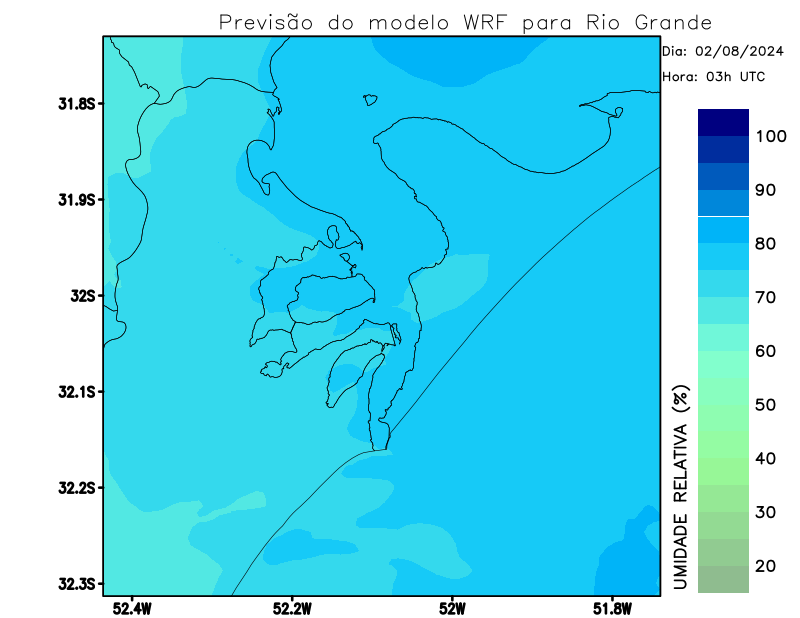 Previsão do modelo WRF para Rio Grande
Dia: 02/08/2024
Hora: 03h UTC
31.8S
31.9S
32S
32.1S
32.2S
32.3S
52.4W
52.2W
52W
51.8W
100
90
80
70
60
50
40
30
20
UMIDADE RELATIVA (%)